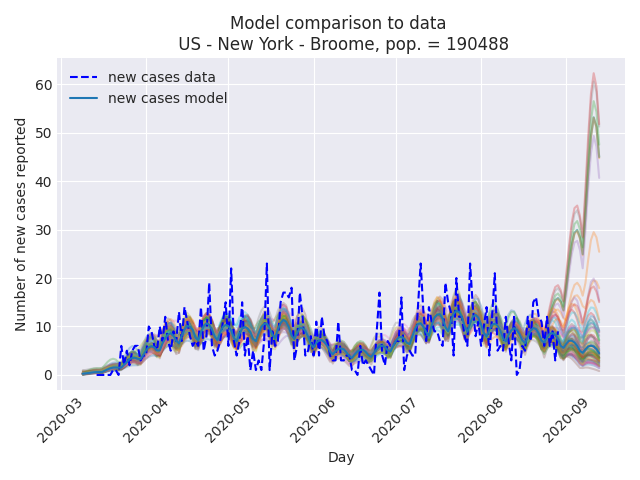 Model comparison to data
US - New York - Broome, pop. = 190488
new cases data
new cases model
Number of new cases reported
60
50
40
30
20
10
0
2020-03
2020-04
2020-05
2020-06
2020-07
2020-08
2020-09
Day